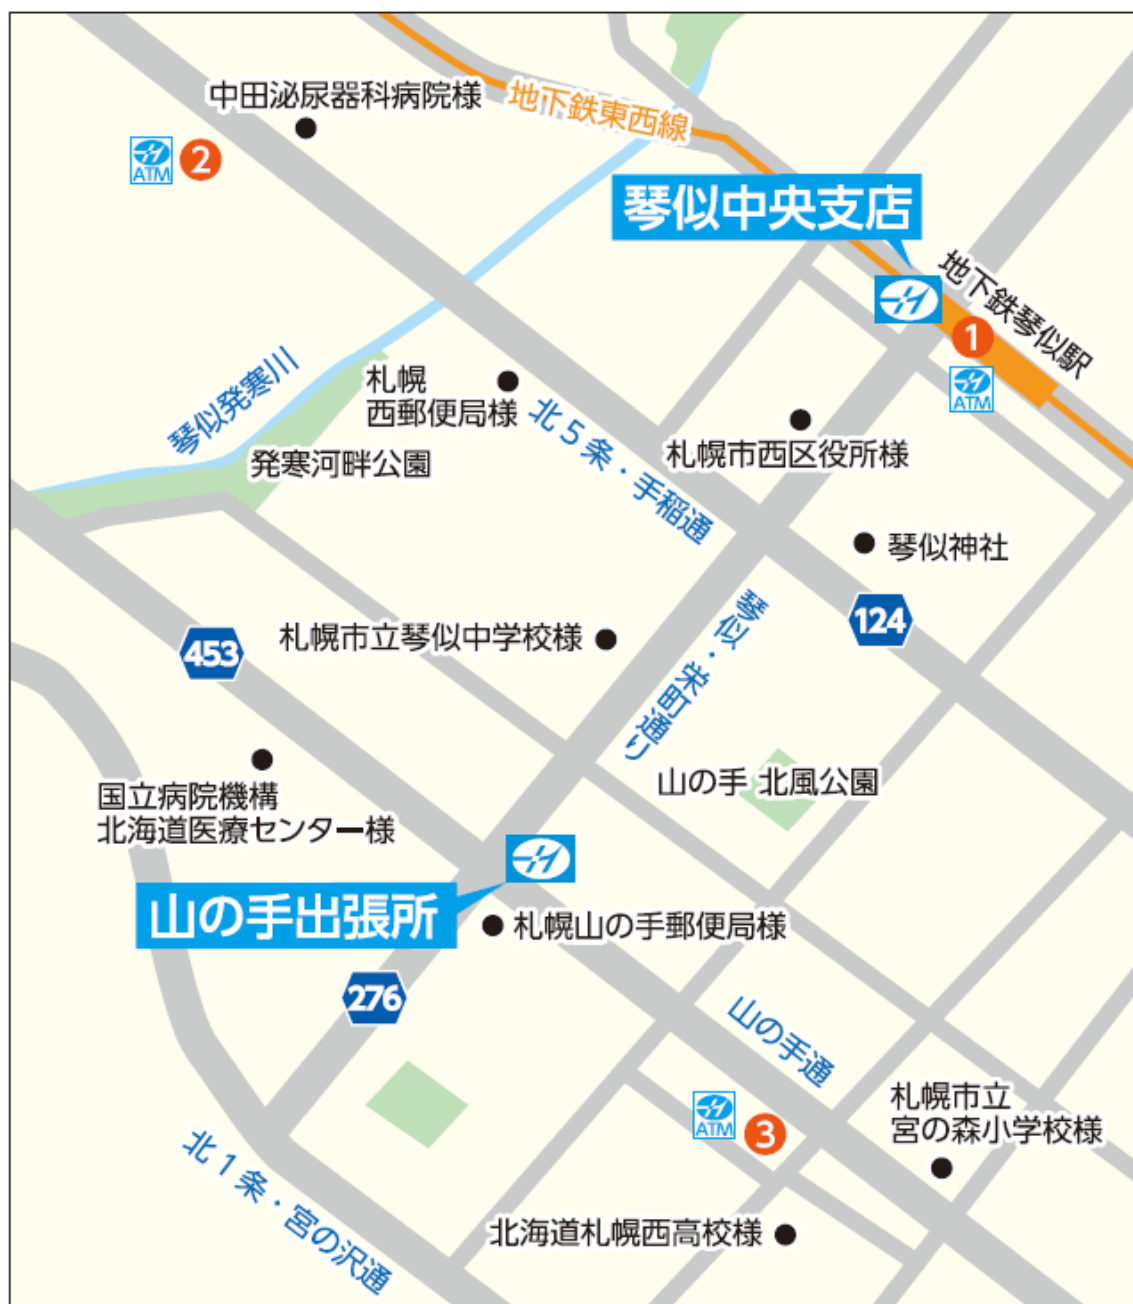 中田泌尿器科病院様
地下鉄東西線
ATM
2
琴似中央支店
地下鉄琴似駅
1
ATM
琴似発寒川
札幌
西郵便局様
北5条・手稲通
札幌市西区役所様
発寒河畔公園
琴似神社
124
琴似・栄町通り
札幌市立琴似中学校様
453
国立病院機構
北海道医療センター様
山の手 北風公園
山の手出張所
札幌山の手郵便局様
276
山の手通
札幌市立
宮の森小学校様
ATM
3
北1条・宮の沢通
北海道札幌西高校様